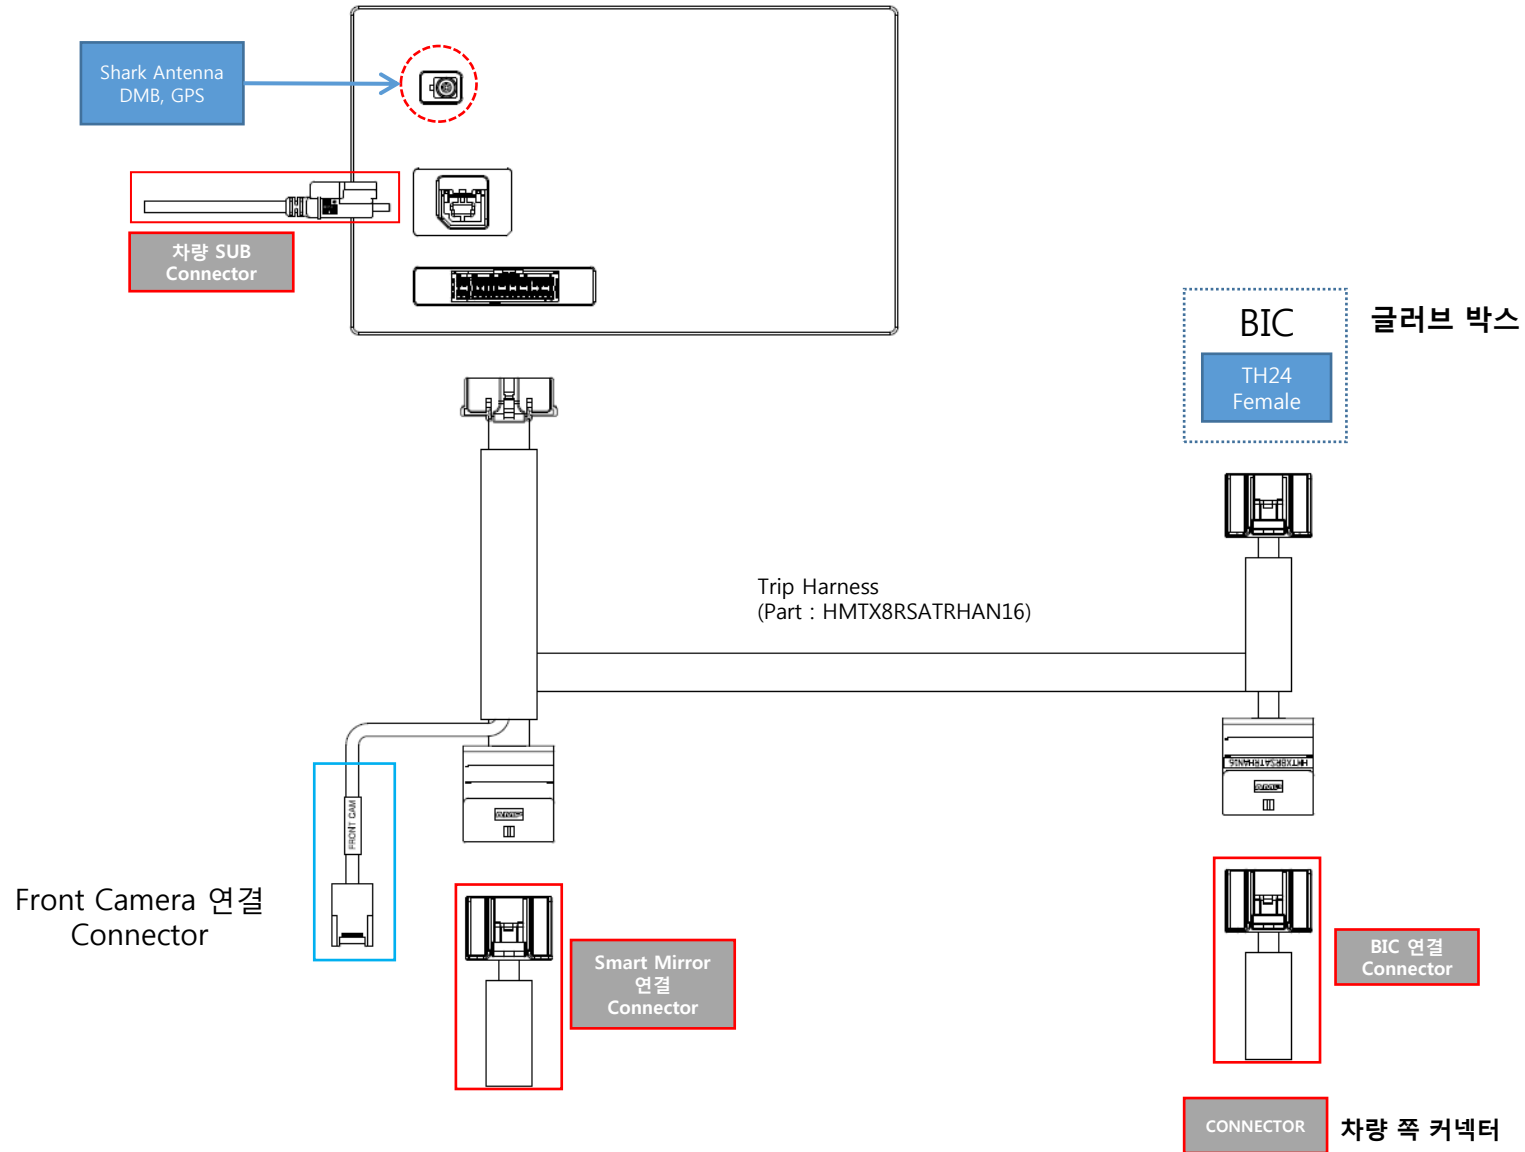 Shark Antenna
DMB, GPS
차량 SUB
Connector
BIC
글러브 박스
TH24
Female
Trip Harness
(Part : HMTX8RSATRHAN16)
HMTX8RSATRHAN16
FRONT CAM
Front Camera 연결
Connector
Smart Mirror
연결
Connector
BIC 연결
Connector
CONNECTOR
차량 쪽 커넥터